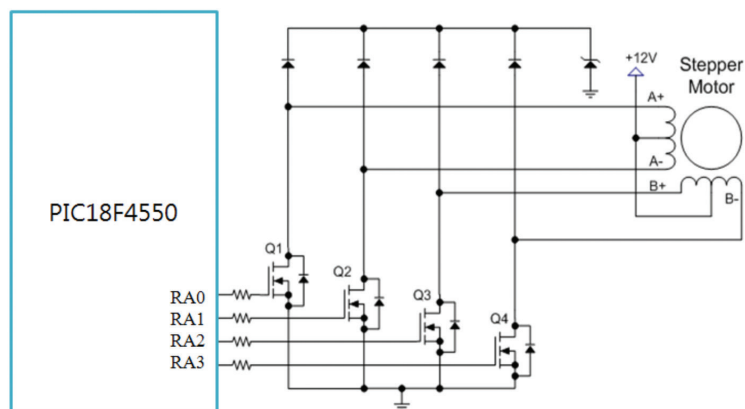 +12V
Stepper
Motor
A+
A-
B+
B-
PIC18F4550
Q1
Q2
Q3
Q4
RA0
RA1
RA2
RA3